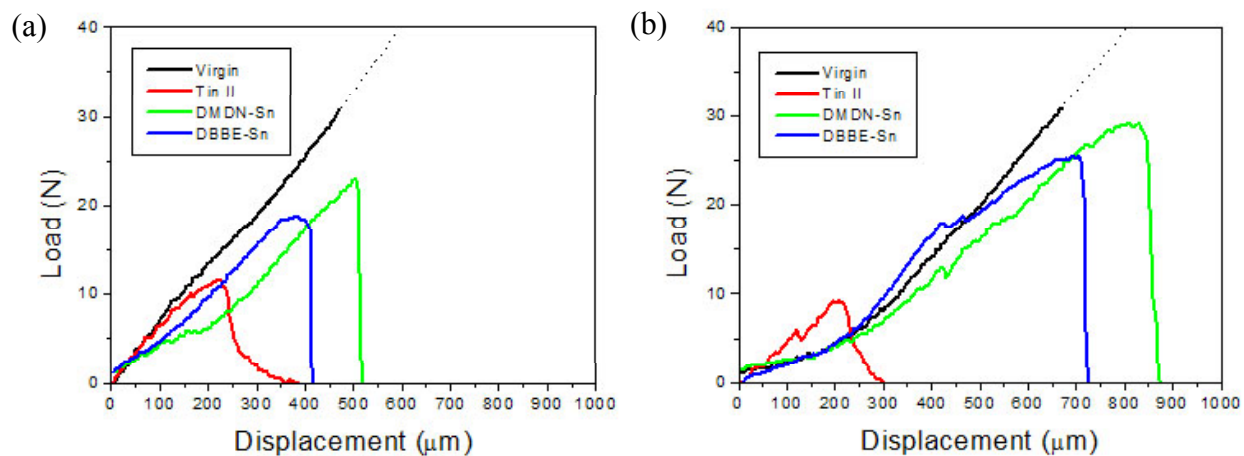 (a)
40
30
20
10
0
Load (N)
Virgin
Tin II
DMDN-Sn
DBBE-Sn
0 100 200 300 400 500 600 700 800 900 1000
Displacement (μm)
(b)
40
30
20
10
0
Load (N)
Virgin
Tin II
DMDN-Sn
DBBE-Sn
0 100 200 300 400 500 600 700 800 900 1000
Displacement (μm)